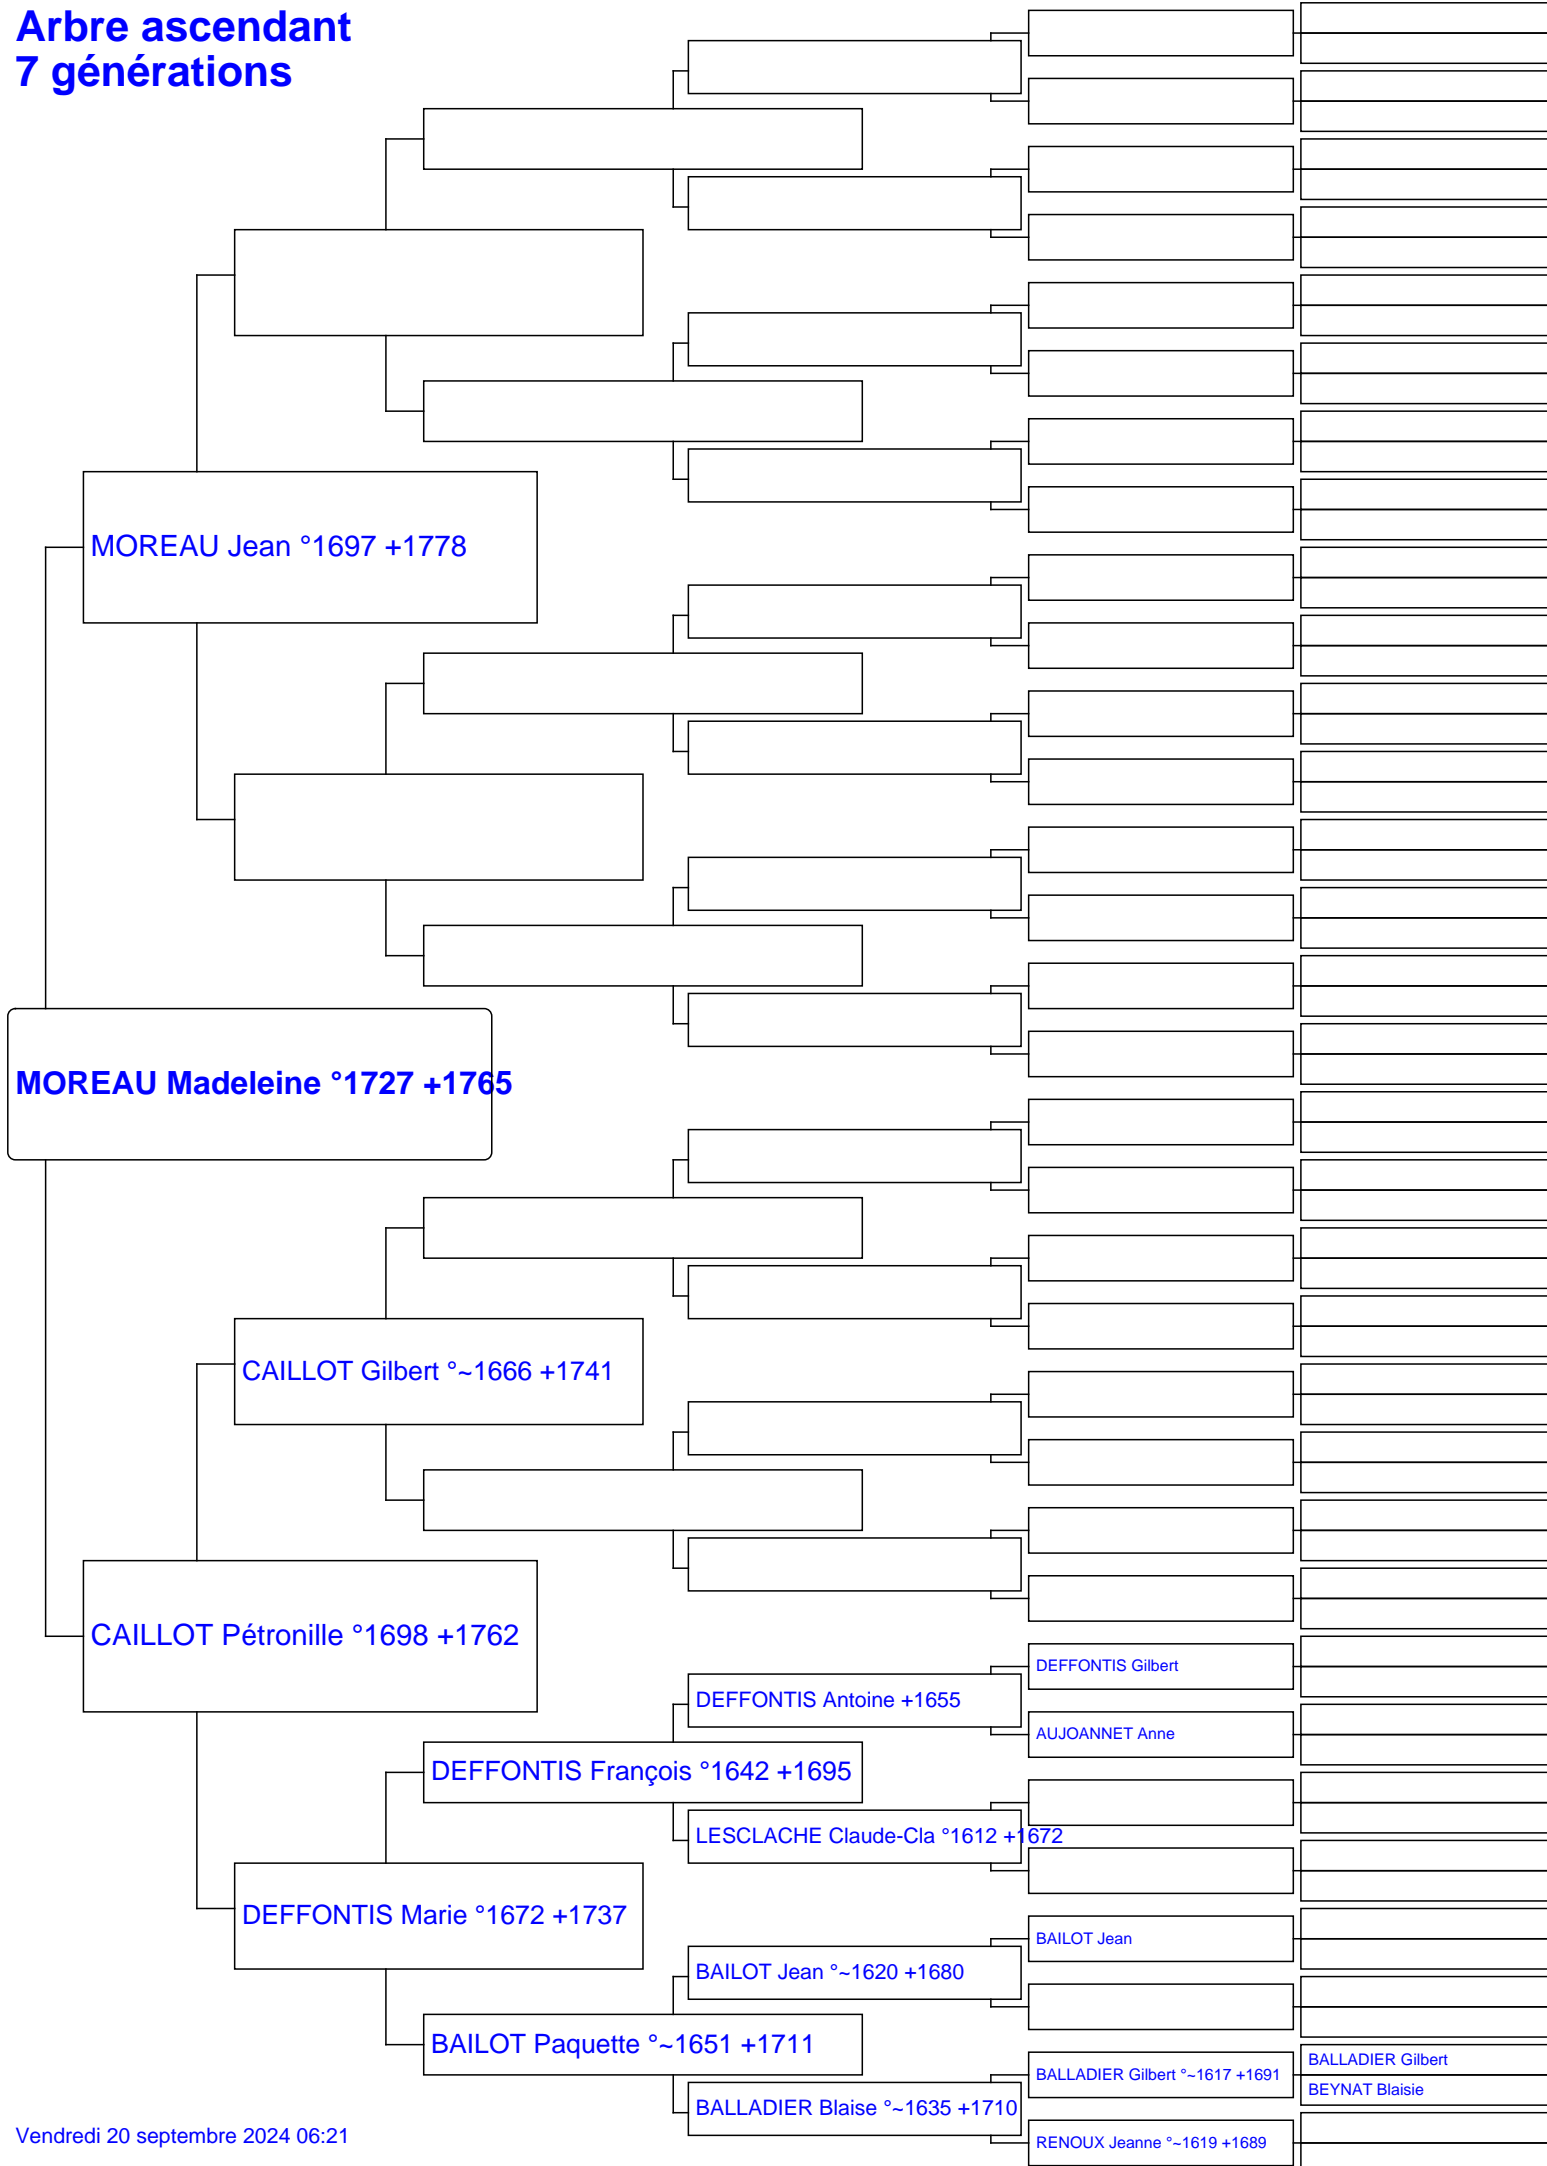 Arbre ascendant
7 générations
MOREAU Jean °1697 +1778
MOREAU Madeleine °1727 +1765
CAILLOT Gilbert °~1666 +1741
CAILLOT Pétronille °1698 +1762
DEFFONTIS Gilbert
DEFFONTIS Antoine +1655
AUJOANNET Anne
DEFFONTIS François °1642 +1695
LESCLACHE Claude-Cla °1612 +1672
DEFFONTIS Marie °1672 +1737
BAILOT Jean
BAILOT Jean °~1620 +1680
BAILOT Paquette °~1651 +1711
BALLADIER Gilbert
BALLADIER Gilbert °~1617 +1691
BEYNAT Blaisie
BALLADIER Blaise °~1635 +1710
RENOUX Jeanne °~1619 +1689
Vendredi 20 septembre 2024 06:21